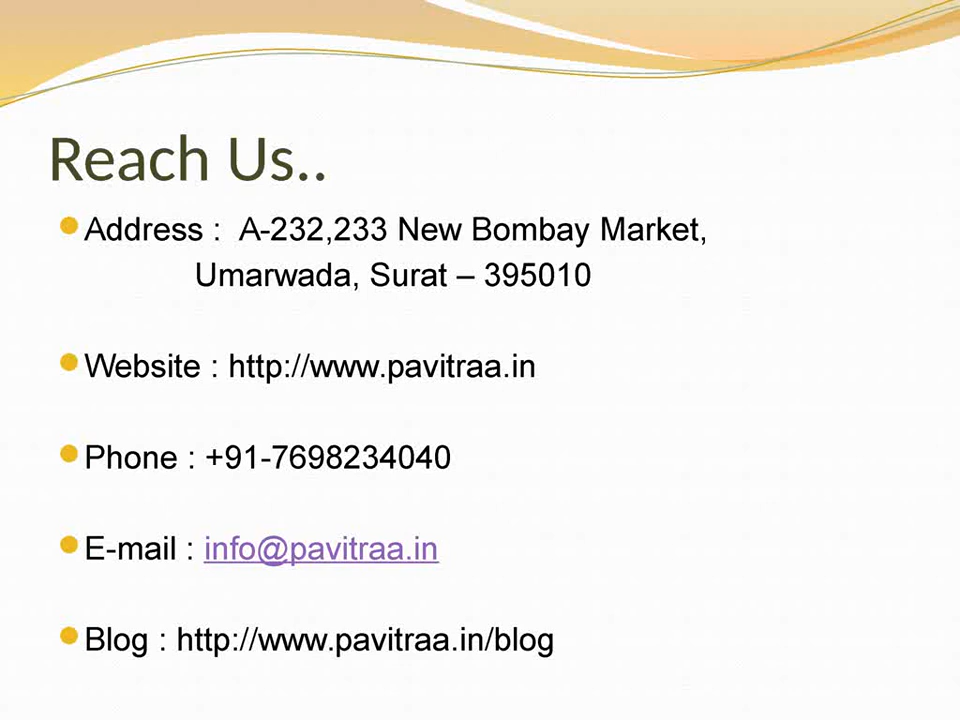 Reach Us..
Address :  A-232,233 New Bombay Market,
Umarwada, Surat – 395010
Website : http://www.pavitraa.in
Phone : +91-7698234040
E-mail : info@pavitraa.in
Blog : http://www.pavitraa.in/blog